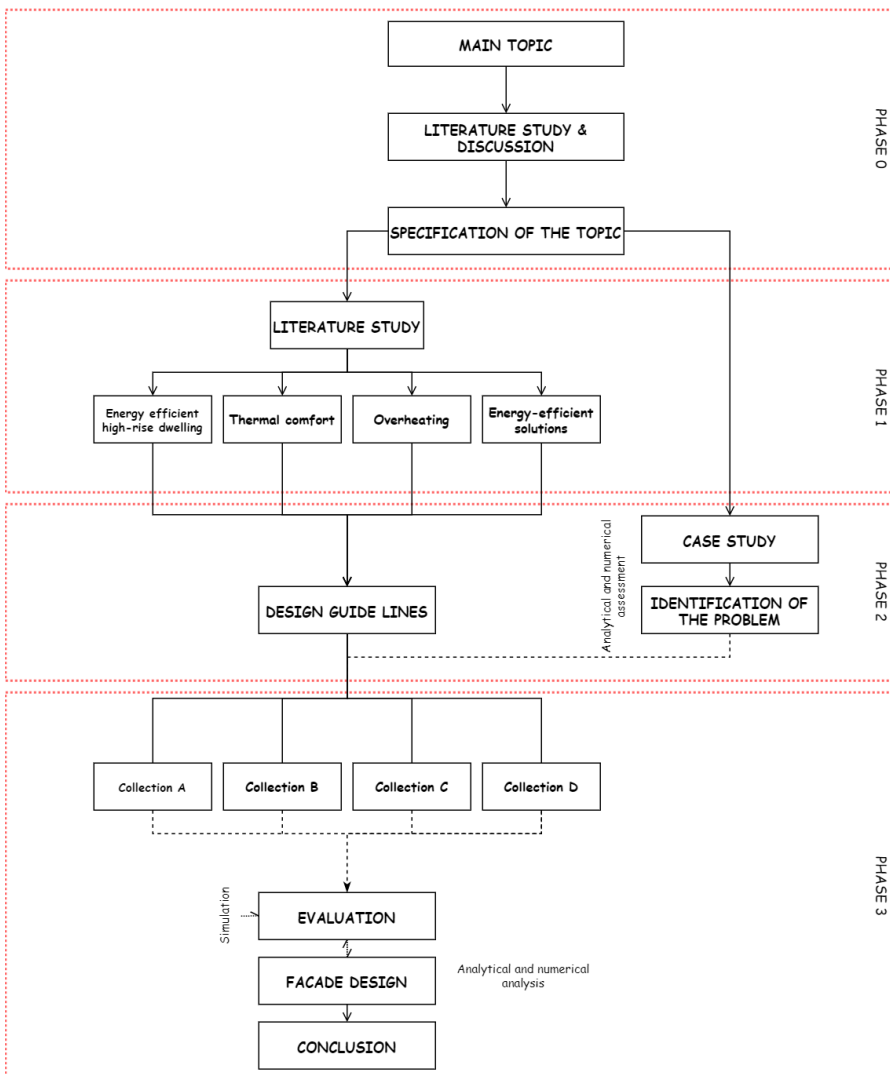 MAIN TOPIC
LITERATURE STUDY &
DISCUSSION
SPECIFICATION OF THE TOPIC
PHASE 0
LITERATURE STUDY
Energy efficient
high-rise dwelling
Thermal comfort
Overheating
Energy-efficient
solutions
PHASE 1
CASE STUDY
Analytical and numerical
assessment
IDENTIFICATION OF
THE PROBLEM
DESIGN GUIDE LINES
PHASE 2
Collection A
Collection B
Collection C
Collection D
PHASE 3
Simulation
EVALUATION
FACADE DESIGN
Analytical and numerical
analysis
CONCLUSION